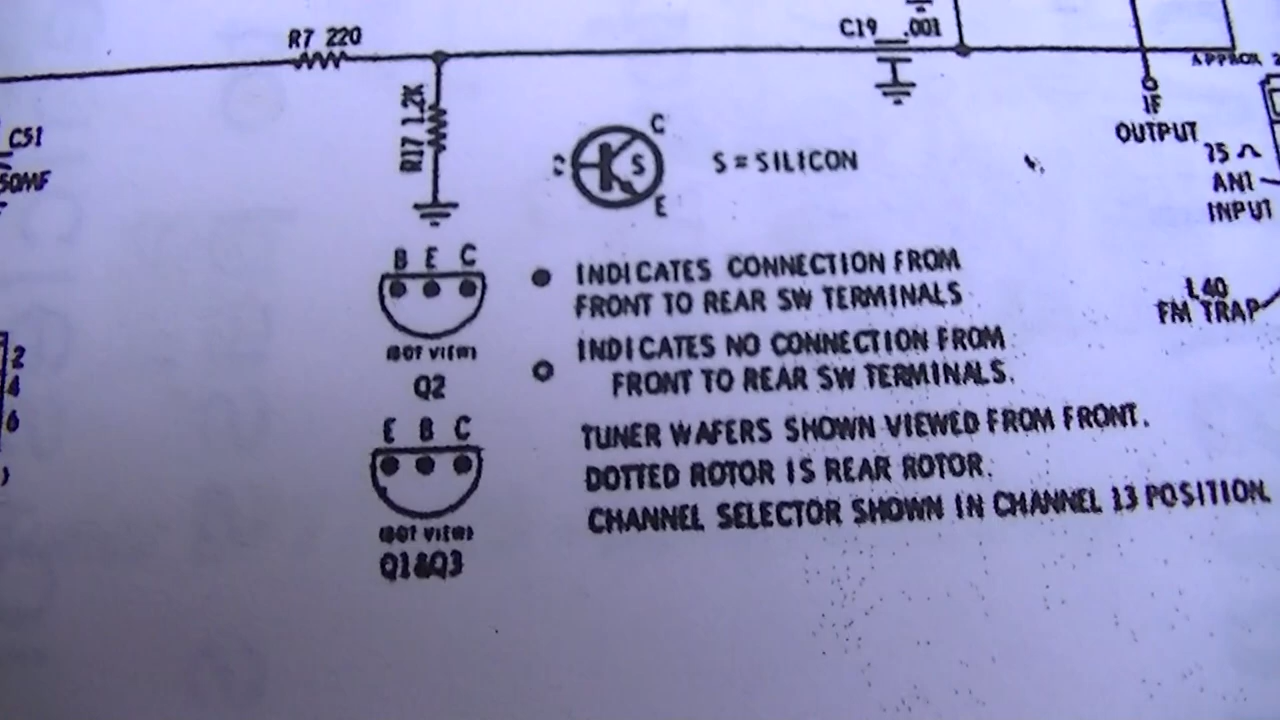 R7 220
C19 .001
APPROX
R17 1.2K
C51
50MF
C
S
E
S = SILICON
IF
OUTPUT
75 Ω
ANT
INPUT
B E C
(BOT VIEW)
Q2
● INDICATES CONNECTION FROM
FRONT TO REAR SW TERMINALS
○ INDICATES NO CONNECTION FROM
FRONT TO REAR SW TERMINALS.
L40
FM TRAP
2
4
6
E B C
(BOT VIEW)
Q1&Q3
TUNER WAFERS SHOWN VIEWED FROM FRONT.
DOTTED ROTOR IS REAR ROTOR.
CHANNEL SELECTOR SHOWN IN CHANNEL 13 POSITION.